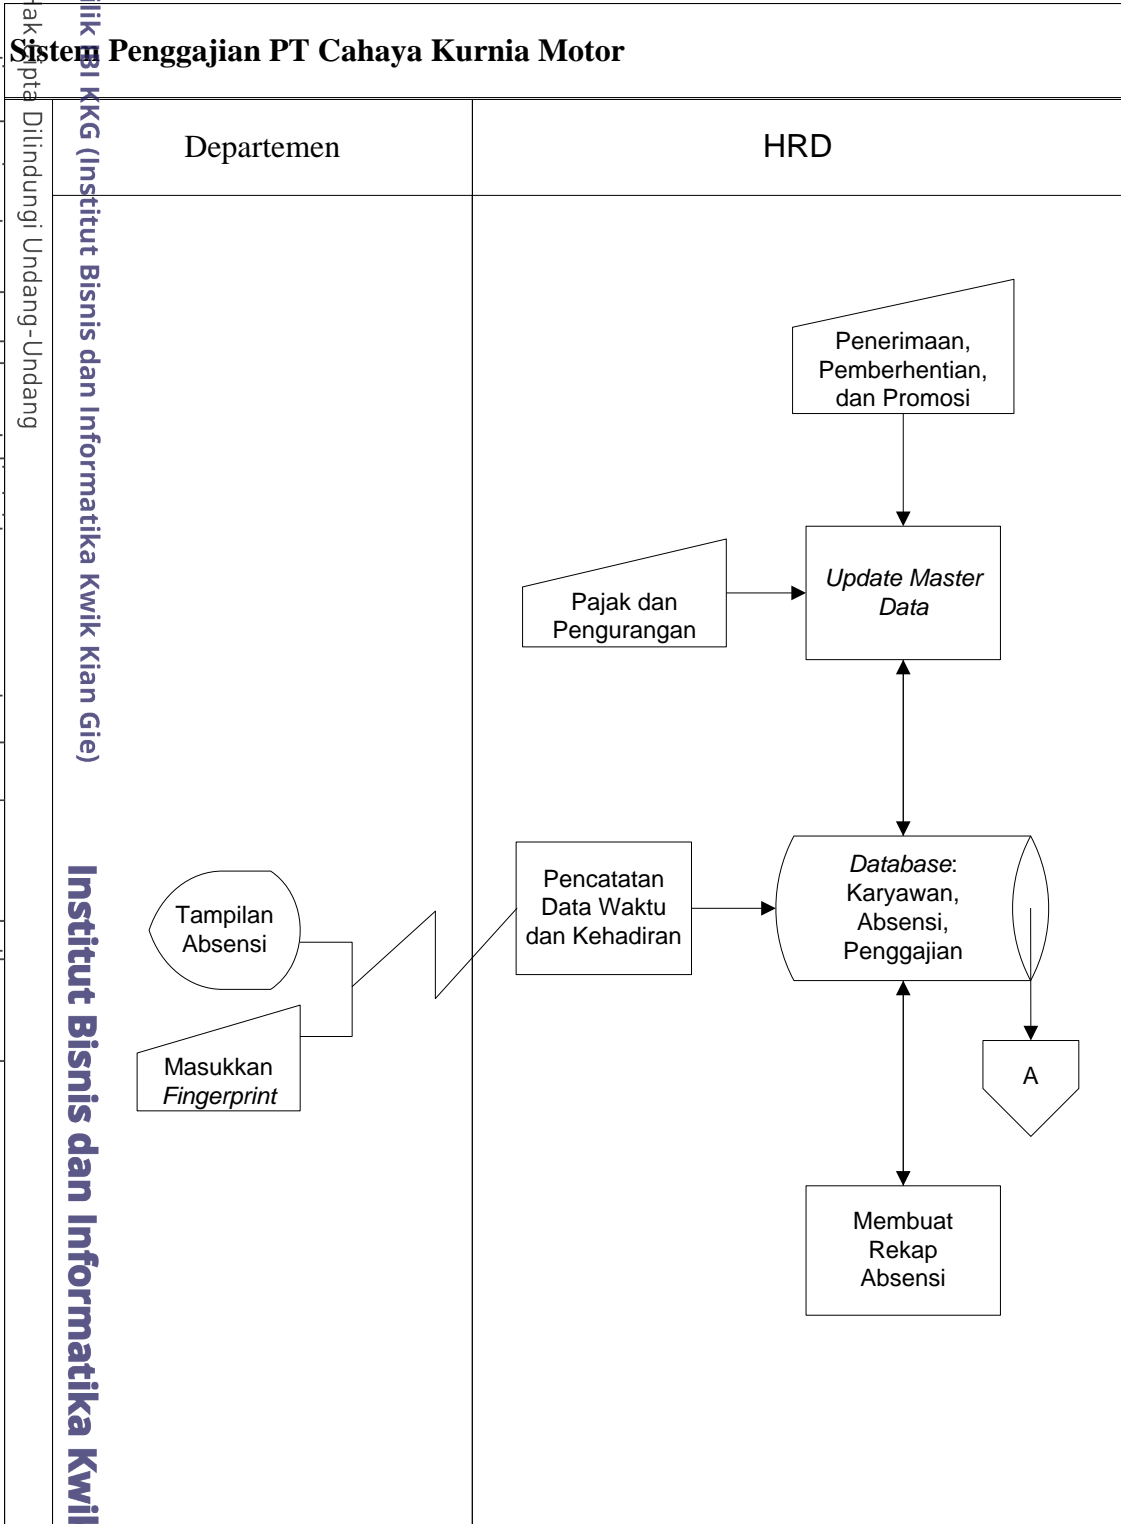 Sistem Penggajian PT Cahaya Kurnia Motor
Departemen
HRD
Penerimaan,
Pemberhentian,
dan Promosi
Pajak dan
Pengurangan
Update Master
Data
Tampilan
Absensi
Masukkan
Fingerprint
Pencatatan
Data Waktu
dan Kehadiran
Database:
Karyawan,
Absensi,
Penggajian
A
Membuat
Rekap
Absensi
Hak Cipta Dilindungi Undang-Undang
ilik IBI KKG (Institut Bisnis dan Informatika Kwik Kian Gie)
Institut Bisnis dan Informatika Kwik